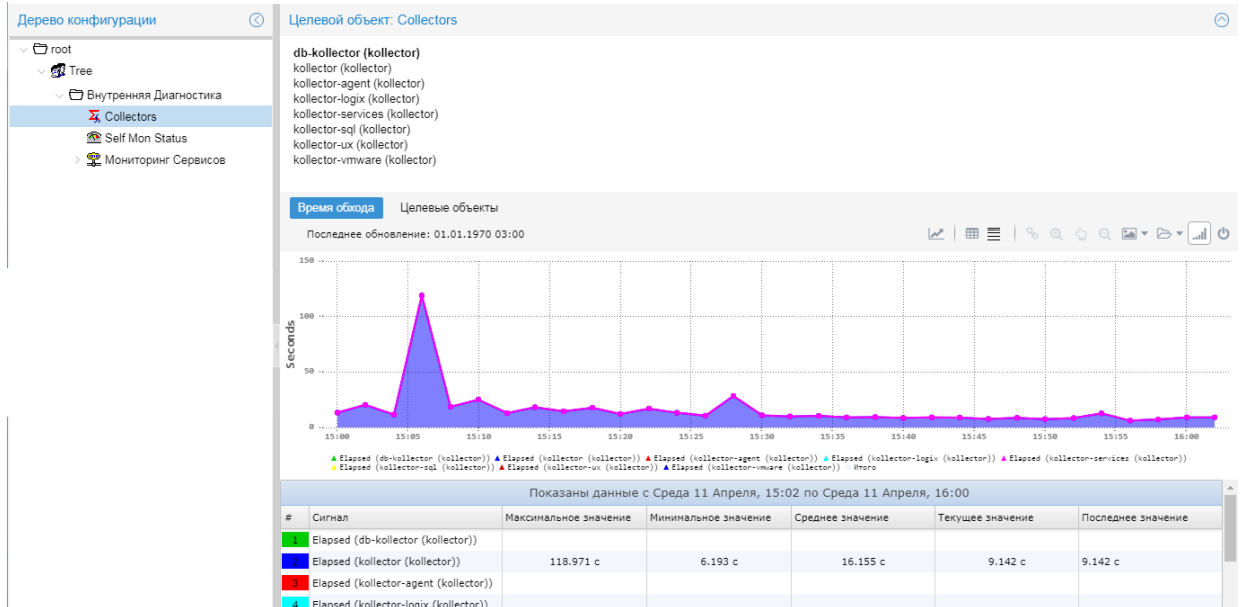 Дерево конфигурации
root
Tree
Внутренняя Диагностика
Collectors
Self Mon Status
Мониторинг Сервисов
Целевой объект: Collectors
db-kollector (kollector)
kollector (kollector)
kollector-agent (kollector)
kollector-logix (kollector)
kollector-services (kollector)
kollector-sql (kollector)
kollector-ux (kollector)
kollector-vmware (kollector)
Время обхода Целевые объекты
Последнее обновление: 01.01.1970 03:00
Seconds
150
100
50
0
15:00 15:05 15:10 15:15 15:20 15:25 15:30 15:35 15:40 15:45 15:50 15:55 16:00
Elapsed (db-kollector (kollector)) Elapsed (kollector (kollector)) Elapsed (kollector-agent (kollector)) Elapsed (kollector-logix (kollector)) Elapsed (kollector-services (kollector))
Elapsed (kollector-sql (kollector)) Elapsed (kollector-ux (kollector)) Elapsed (kollector-vmware (kollector)) Итого
Показаны данные с Среда 11 Апреля, 15:02 по Среда 11 Апреля, 16:00
# Сигнал Максимальное значение Минимальное значение Среднее значение Текущее значение Последнее значение
1 Elapsed (db-kollector (kollector))
2 Elapsed (kollector (kollector)) 118.971 с 6.193 с 16.155 с 9.142 с 9.142 с
3 Elapsed (kollector-agent (kollector))
4 Elapsed (kollector-logix (kollector))